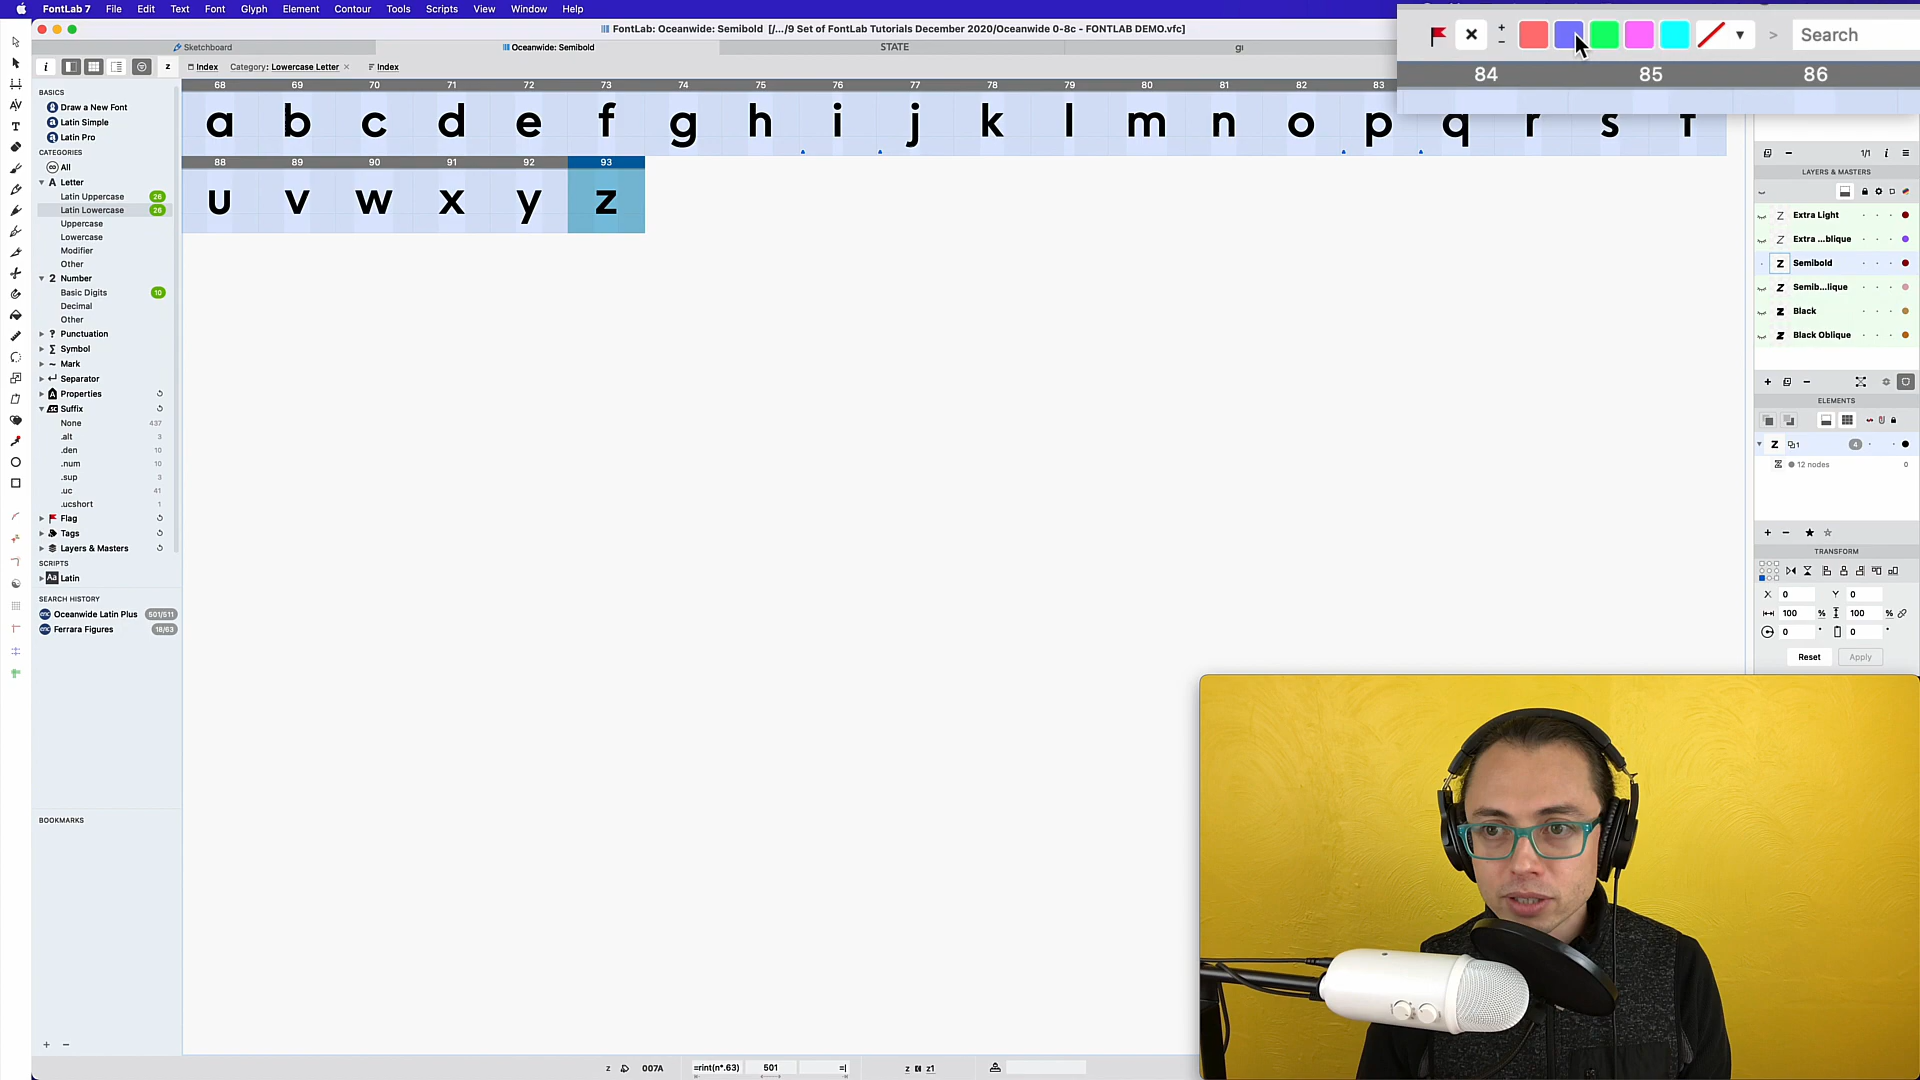 FontLab 7 File Edit Text Font Glyph Element Contour Tools Scripts View Window Help
FontLab: Oceanwide: Semibold [/.../9 Set of FontLab Tutorials December 2020/Oceanwide 0-8c - FONTLAB DEMO.vfc]
Sketchboard Oceanwide: Semibold STATE
Search
84 85 86
z Index Category: Lowercase Letter × Index
68 69 70 71 72 73 74 75 76 77 78 79 80 81 82 83
a b c d e f g h i j k l m n o p q r s t
88 89 90 91 92 93
u v w x y z
BASICS
Draw a New Font
Latin Simple
Latin Pro
CATEGORIES
All
Letter
Latin Uppercase 26
Latin Lowercase 26
Uppercase
Lowercase
Modifier
Other
Number
Basic Digits 10
Decimal
Other
Punctuation
Symbol
Mark
Separator
Properties
Suffix
None 437
.alt 3
.den 10
.num 10
.sup 3
.uc 41
.ucshort 1
Flag
Tags
Layers & Masters
SCRIPTS
Latin
SEARCH HISTORY
Oceanwide Latin Plus 501/511
Ferrara Figures 18/63
BOOKMARKS
1/1
LAYERS & MASTERS
Extra Light
Extra ...blique
Semibold
Semib...lique
Black
Black Oblique
ELEMENTS
z 1 4
12 nodes 0
TRANSFORM
X 0 Y 0
100 % 100 %
0 ° 0 °
Reset Apply
z 007A =rint(n*.63) 501 =| z z1